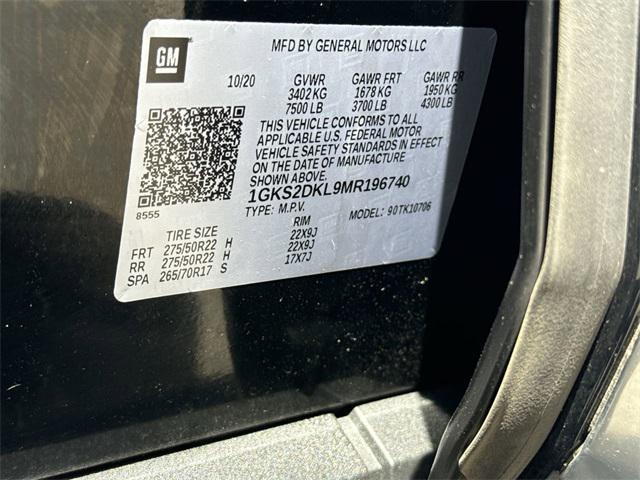 GM
MFD BY GENERAL MOTORS LLC
10/20 GVWR GAWR FRT GAWR RR
3402 KG 1678 KG 1950 KG
7500 LB 3700 LB 4300 LB
THIS VEHICLE CONFORMS TO ALL
APPLICABLE U.S. FEDERAL MOTOR
VEHICLE SAFETY STANDARDS IN EFFECT
ON THE DATE OF MANUFACTURE
SHOWN ABOVE.
1GKS2DKL9MR196740
8555 TYPE: M.P.V. MODEL: 90TK10706
TIRE SIZE RIM
FRT 275/50R22 H 22X9J
RR 275/50R22 H 22X9J
SPA 265/70R17 S 17X7J